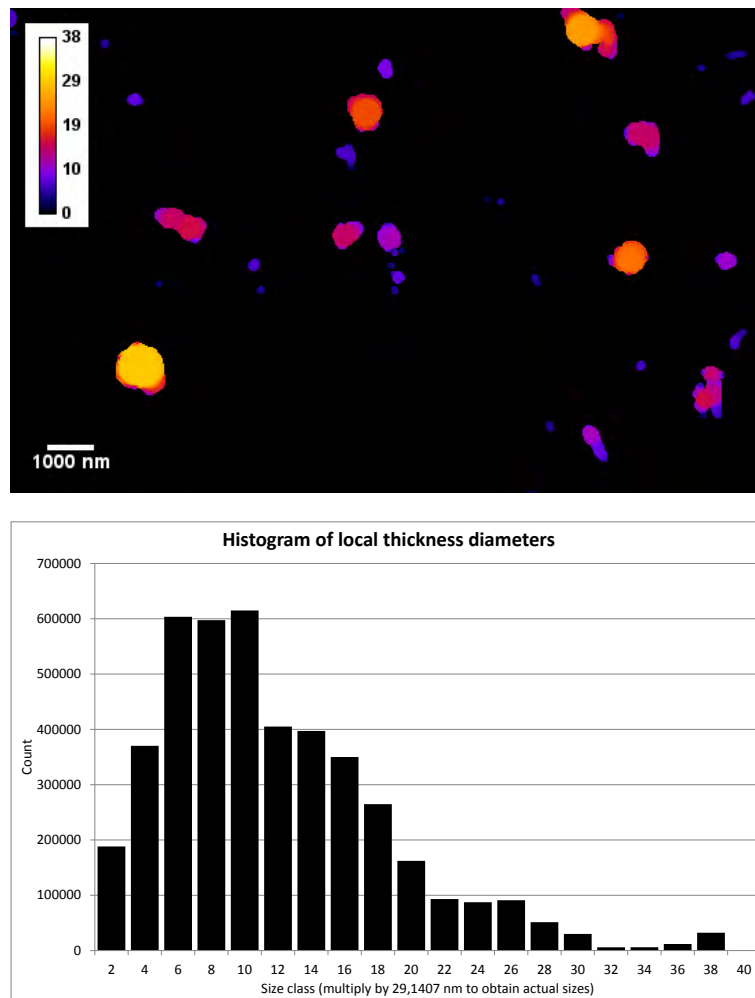 38
29
19
10
0
1000 nm
Histogram of local thickness diameters
700000
600000
500000
400000
300000
200000
100000
0
Count
2 4 6 8 10 12 14 16 18 20 22 24 26 28 30 32 34 36 38 40
Size class (multiply by 29,1407 nm to obtain actual sizes)